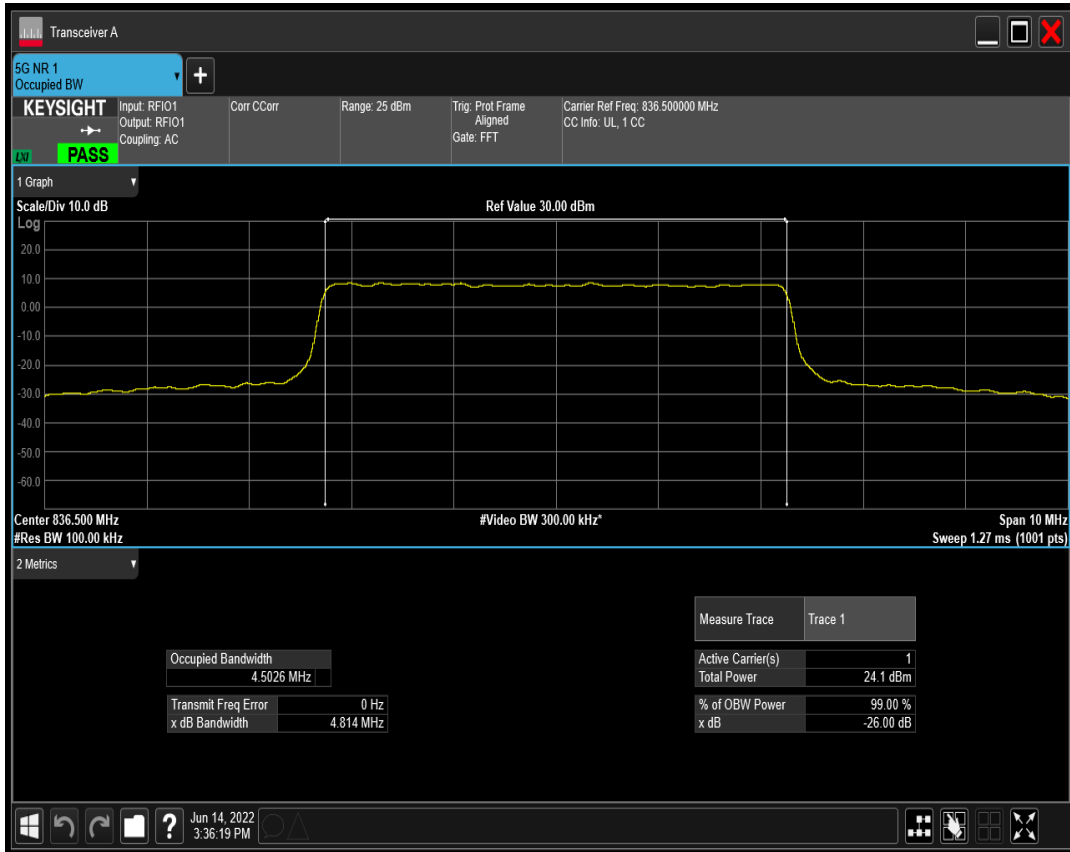 Transceiver A
5G NR 1
Occupied BW
+
KEYSIGHT
LXI
PASS
Input: RFIO1
Output: RFIO1
Coupling: AC
Corr CCorr
Range: 25 dBm
Trig: Prot Frame
Aligned
Gate: FFT
Carrier Ref Freq: 836.500000 MHz
CC Info: UL, 1 CC
1 Graph
Scale/Div 10.0 dB
Ref Value 30.00 dBm
Log
20.0
10.0
0.00
-10.0
-20.0
-30.0
-40.0
-50.0
-60.0
Center 836.500 MHz
#Video BW 300.00 kHz*
Span 10 MHz
#Res BW 100.00 kHz
Sweep 1.27 ms (1001 pts)
2 Metrics
Measure Trace Trace 1
Occupied Bandwidth
4.5026 MHz
Transmit Freq Error 0 Hz
x dB Bandwidth 4.814 MHz
Active Carrier(s) 1
Total Power 24.1 dBm
% of OBW Power 99.00 %
x dB -26.00 dB
?
Jun 14, 2022
3:36:19 PM